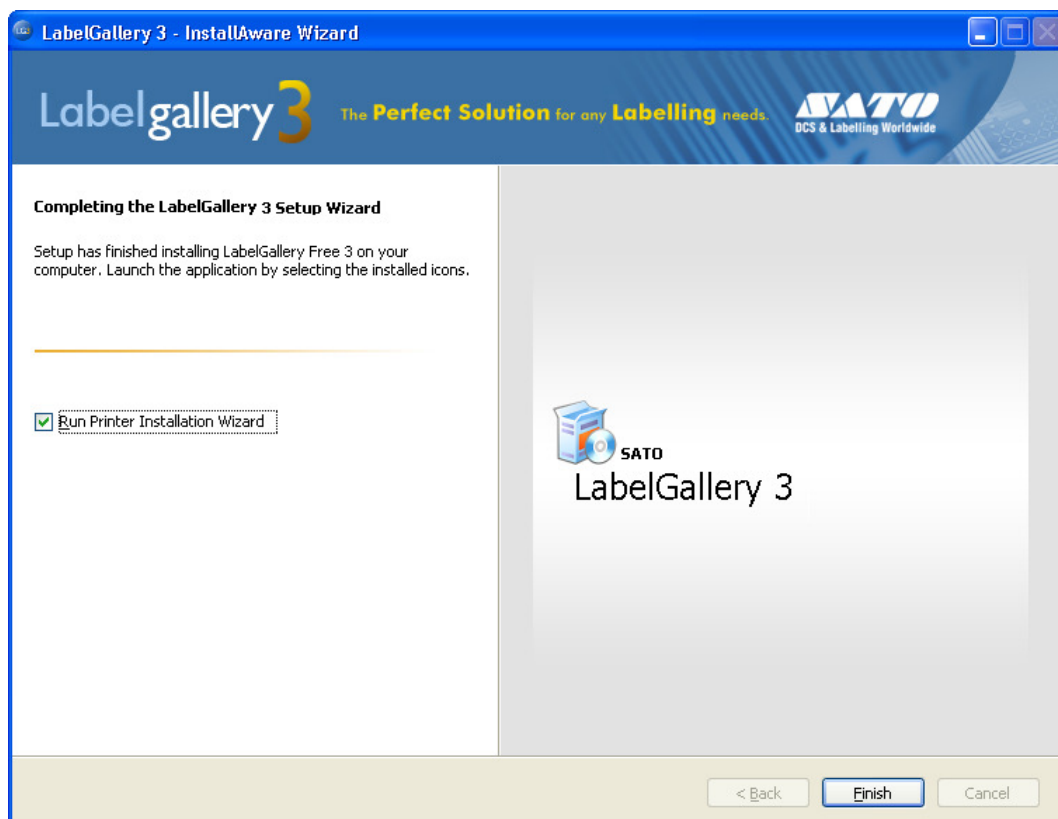 LabelGallery 3 - InstallAware Wizard
Labelgallery 3 The Perfect Solution for any Labelling needs. SATO
DCS & Labelling Worldwide
Completing the LabelGallery 3 Setup Wizard
Setup has finished installing LabelGallery Free 3 on your
computer. Launch the application by selecting the installed icons.
Run Printer Installation Wizard
SATO
LabelGallery 3
< Back Finish Cancel